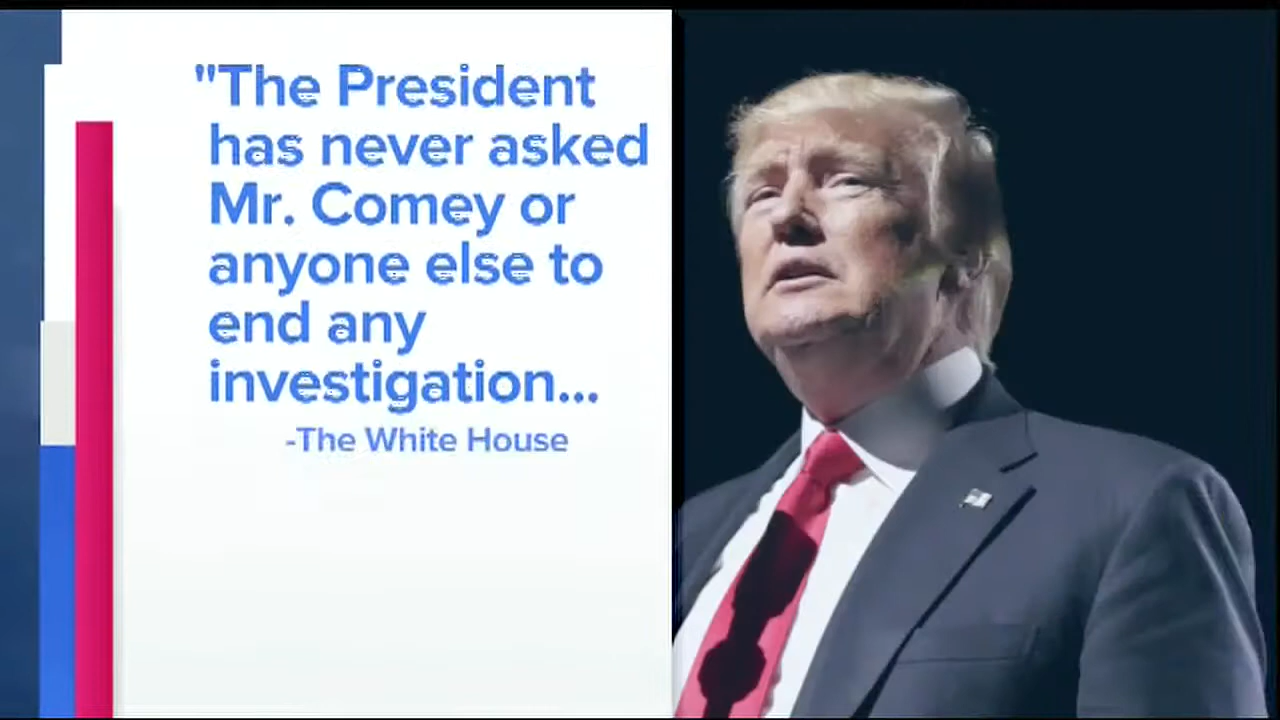 "The President
has never asked
Mr. Comey or
anyone else to
end any
investigation...
-The White House